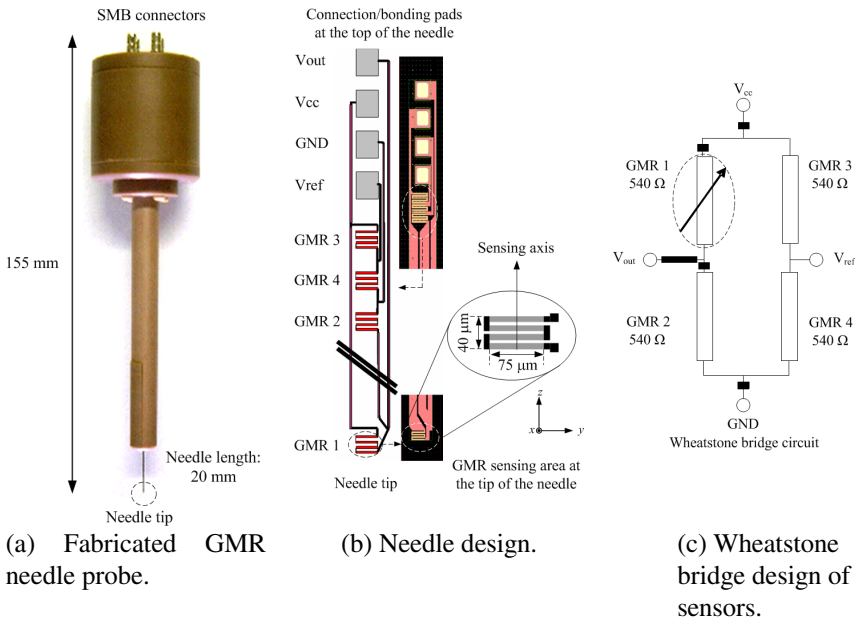 SMB connectors
155 mm
Needle length:
20 mm
Needle tip
(a) Fabricated GMR
needle probe.
Connection/bonding pads
at the top of the needle
Vout
Vcc
GND
Vref
GMR 3
GMR 4
GMR 2
GMR 1
Needle tip
Sensing axis
40 μm
75 μm
z
x
y
GMR sensing area at
the tip of the needle
(b) Needle design.
Vcc
GMR 1
540 Ω
GMR 3
540 Ω
Vout
Vref
GMR 2
540 Ω
GMR 4
540 Ω
GND
Wheatstone bridge circuit
(c) Wheatstone
bridge design of
sensors.